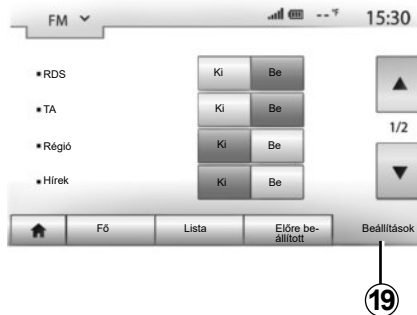 FM
--°F
15:30
RDS Ki Be
TA Ki Be
Régió Ki Be
Hírek Ki Be
1/2
Fő Lista Előre be-
állított Beállítások
19